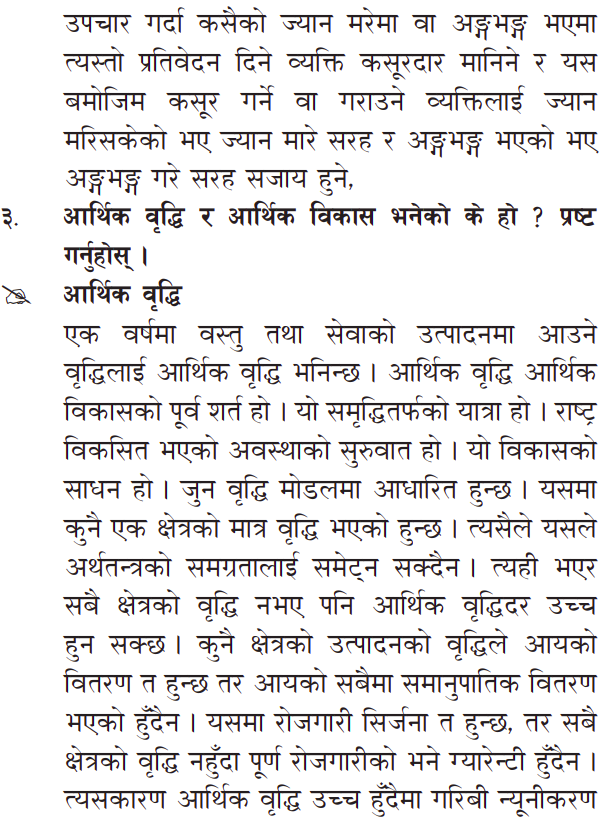 उपचार गर्दा कसैको ज्यान मरेमा वा अङ्गभङ्ग भएमा
त्यस्तो प्रतिवेदन दिने व्यक्ति कसूरदार मानिने र यस
बमोजिम कसूर गर्ने वा गराउने व्यक्तिलाई ज्यान
मरिसकेको भए ज्यान मारे सरह र अङ्गभङ्ग भएको भए
अङ्गभङ्ग गरे सरह सजाय हुने,
३. आर्थिक वृद्धि र आर्थिक विकास भनेको के हो ? प्रष्ट
गर्नुहोस् ।
आर्थिक वृद्धि
एक वर्षमा वस्तु तथा सेवाको उत्पादनमा आउने
वृद्धिलाई आर्थिक वृद्धि भनिन्छ । आर्थिक वृद्धि आर्थिक
विकासको पूर्व शर्त हो । यो समृद्धितर्फको यात्रा हो । राष्ट्र
विकसित भएको अवस्थाको सुरुवात हो । यो विकासको
साधन हो । जुन वृद्धि मोडलमा आधारित हुन्छ । यसमा
कुनै एक क्षेत्रको मात्र वृद्धि भएको हुन्छ । त्यसैले यसले
अर्थतन्त्रको समग्रतालाई समेट्न सक्दैन । त्यही भएर
सबै क्षेत्रको वृद्धि नभए पनि आर्थिक वृद्धिदर उच्च
हुन सक्छ । कुनै क्षेत्रको उत्पादनको वृद्धिले आयको
वितरण त हुन्छ तर आयको सबैमा समानुपातिक वितरण
भएको हुँदैन । यसमा रोजगारी सिर्जना त हुन्छ, तर सबै
क्षेत्रको वृद्धि नहुँदा पूर्ण रोजगारीको भने ग्यारेन्टी हुँदैन ।
त्यसकारण आर्थिक वृद्धि उच्च हुँदैमा गरिबी न्यूनीकरण